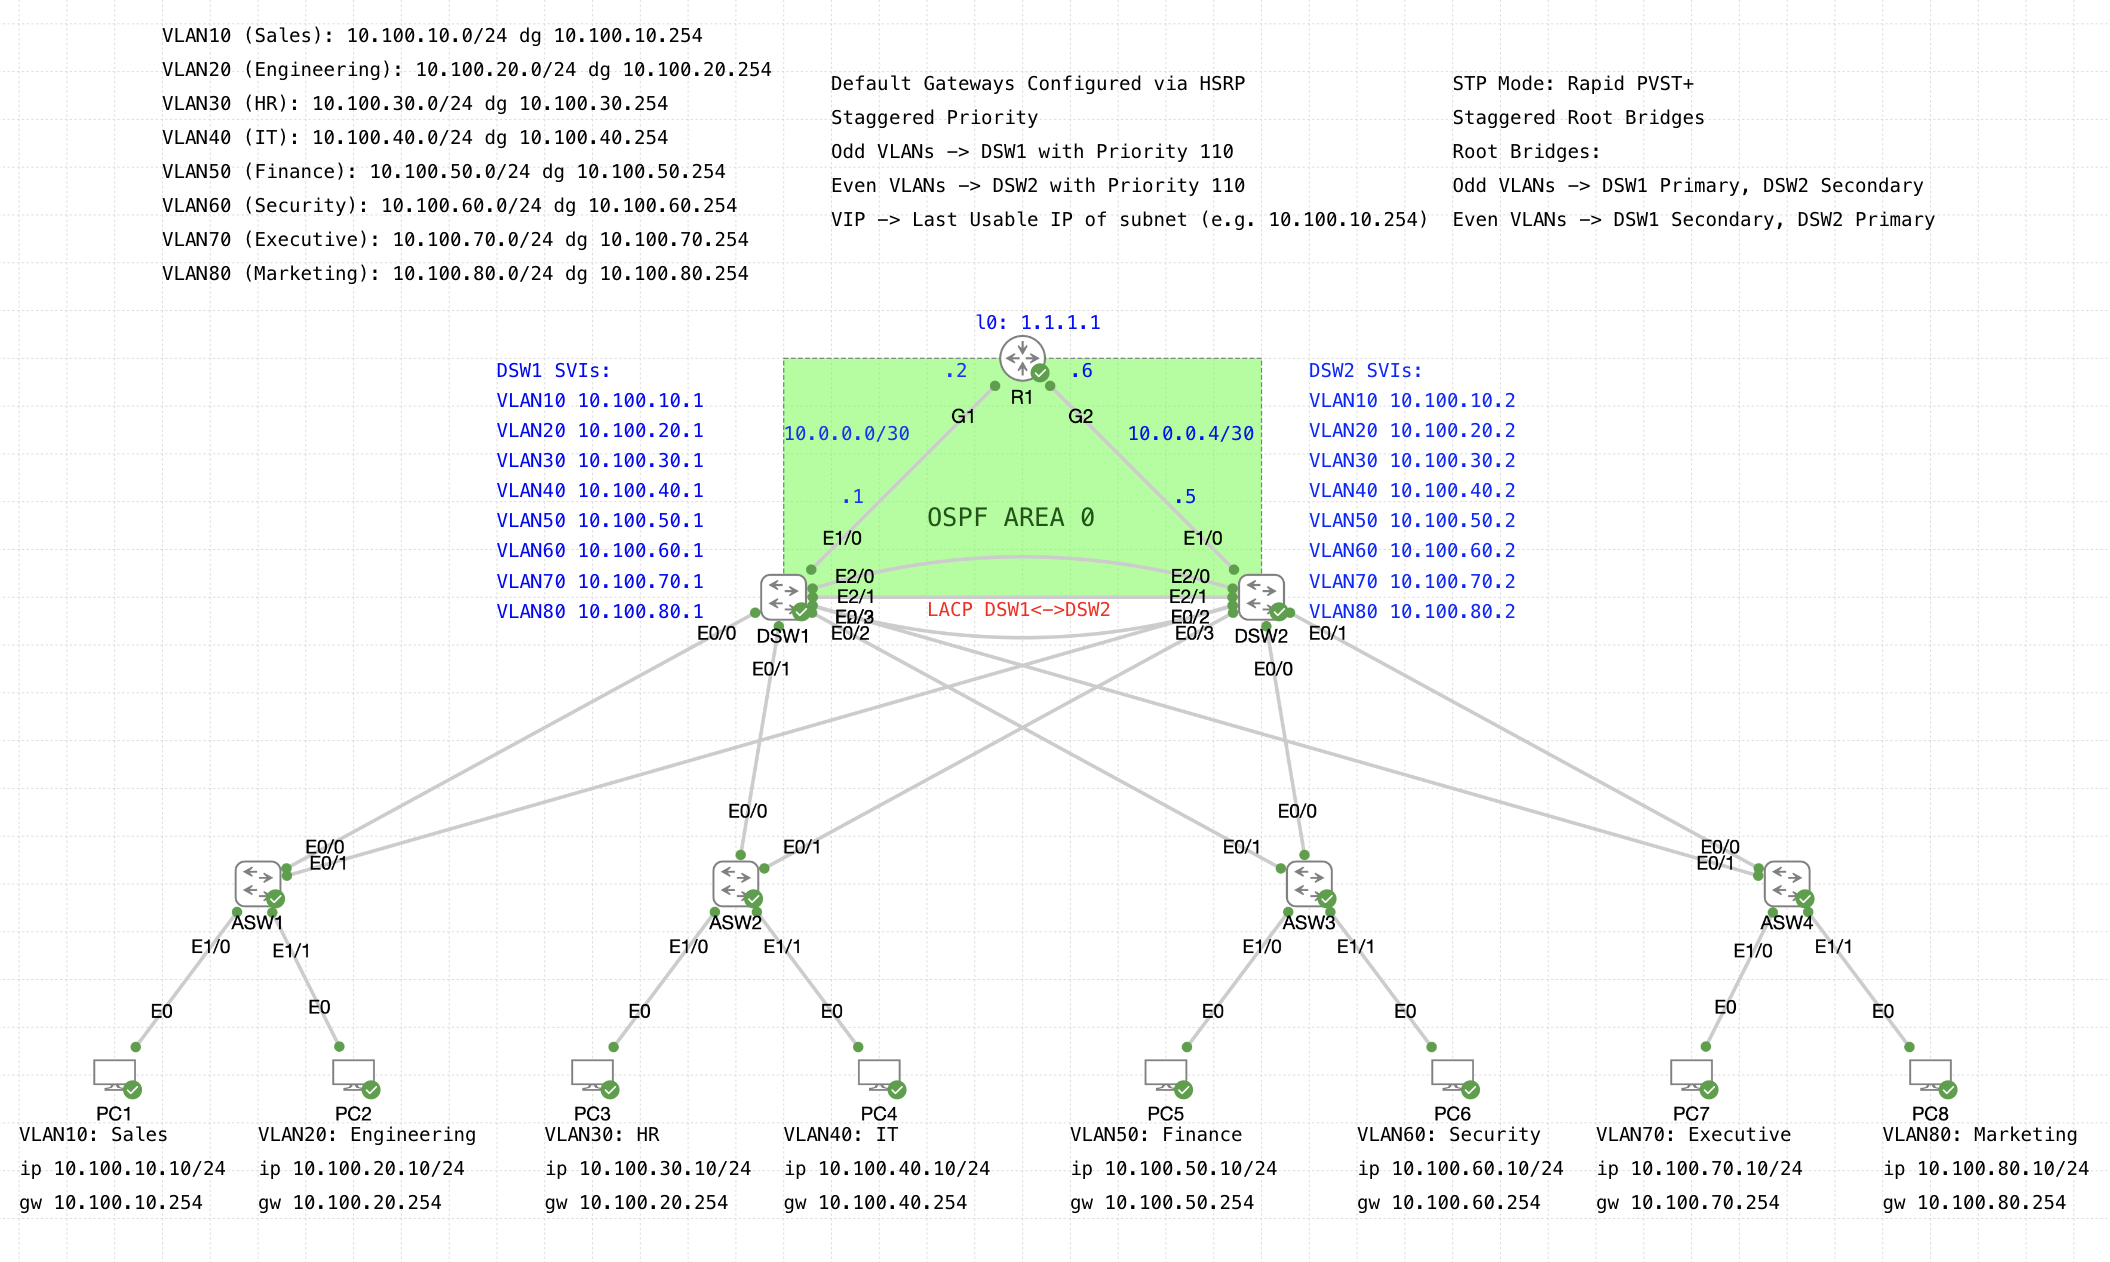 VLAN10 (Sales): 10.100.10.0/24 dg 10.100.10.254
VLAN20 (Engineering): 10.100.20.0/24 dg 10.100.20.254
VLAN30 (HR): 10.100.30.0/24 dg 10.100.30.254
VLAN40 (IT): 10.100.40.0/24 dg 10.100.40.254
VLAN50 (Finance): 10.100.50.0/24 dg 10.100.50.254
VLAN60 (Security): 10.100.60.0/24 dg 10.100.60.254
VLAN70 (Executive): 10.100.70.0/24 dg 10.100.70.254
VLAN80 (Marketing): 10.100.80.0/24 dg 10.100.80.254
Default Gateways Configured via HSRP
Staggered Priority
Odd VLANs -> DSW1 with Priority 110
Even VLANs -> DSW2 with Priority 110
VIP -> Last Usable IP of subnet (e.g. 10.100.10.254)
STP Mode: Rapid PVST+
Staggered Root Bridges
Root Bridges:
Odd VLANs -> DSW1 Primary, DSW2 Secondary
Even VLANs -> DSW1 Secondary, DSW2 Primary
l0: 1.1.1.1
DSW1 SVIs:
VLAN10 10.100.10.1
VLAN20 10.100.20.1
VLAN30 10.100.30.1
VLAN40 10.100.40.1
VLAN50 10.100.50.1
VLAN60 10.100.60.1
VLAN70 10.100.70.1
VLAN80 10.100.80.1
.2
.6
R1
G1
G2
10.0.0.0/30
10.0.0.4/30
.1
.5
OSPF AREA 0
E1/0
E1/0
E2/0
E2/0
E2/1
E2/1
LACP DSW1<->DSW2
E0/3
E0/2
E0/2
E0/3
DSW2 SVIs:
VLAN10 10.100.10.2
VLAN20 10.100.20.2
VLAN30 10.100.30.2
VLAN40 10.100.40.2
VLAN50 10.100.50.2
VLAN60 10.100.60.2
VLAN70 10.100.70.2
VLAN80 10.100.80.2
E0/0
DSW1
DSW2
E0/1
E0/1
E0/0
E0/0
E0/1
E0/0
E0/1
E0/1
E0/0
E0/0
E0/1
ASW1
ASW2
ASW3
ASW4
E1/0
E1/1
E1/0
E1/1
E1/0
E1/1
E1/0
E1/1
E0
E0
E0
E0
E0
E0
E0
E0
PC1
VLAN10: Sales
ip 10.100.10.10/24
gw 10.100.10.254
PC2
VLAN20: Engineering
ip 10.100.20.10/24
gw 10.100.20.254
PC3
VLAN30: HR
ip 10.100.30.10/24
gw 10.100.20.254
PC4
VLAN40: IT
ip 10.100.40.10/24
gw 10.100.40.254
PC5
VLAN50: Finance
ip 10.100.50.10/24
gw 10.100.50.254
PC6
VLAN60: Security
ip 10.100.60.10/24
gw 10.100.60.254
PC7
VLAN70: Executive
ip 10.100.70.10/24
gw 10.100.70.254
PC8
VLAN80: Marketing
ip 10.100.80.10/24
gw 10.100.80.254